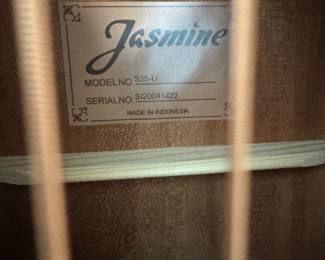 Jasmine
MODEL NO. S35-U
SERIAL NO. SI20041422
MADE IN INDONESIA